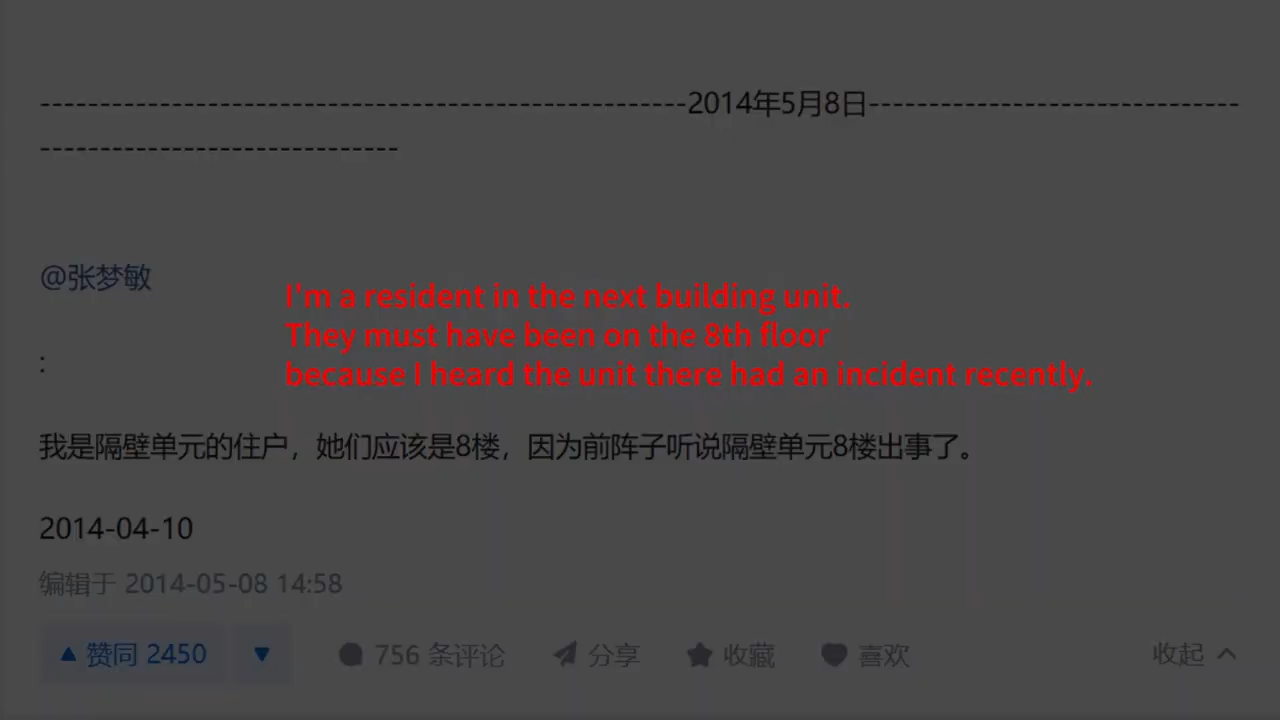 ------------------------------------------------------2014年5月8日-------------------------------
------------------------------
@张梦敏
I'm a resident in the next building unit.
They must have been on the 8th floor
because I heard the unit there had an incident recently.
:
我是隔壁单元的住户，她们应该是8楼，因为前阵子听说隔壁单元8楼出事了。
2014-04-10
编辑于 2014-05-08 14:58
▲ 赞同 2450 ▼ 756 条评论 分享 收藏 喜欢 收起